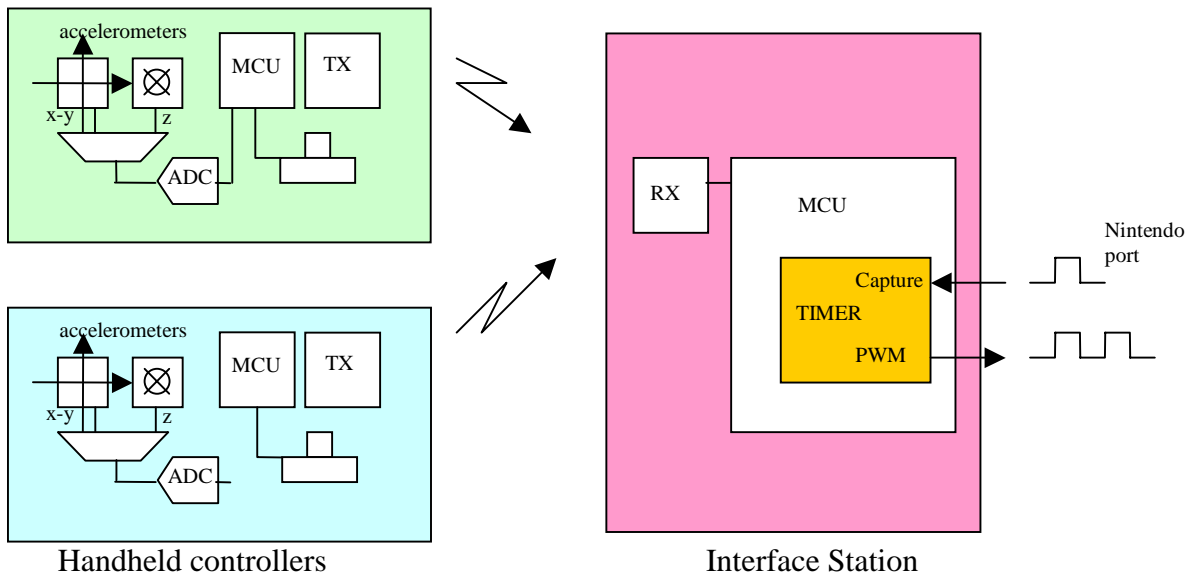 accelerometers
MCU
TX
x-y
z
ADC
accelerometers
MCU
TX
x-y
z
ADC
Handheld controllers
RX
MCU
Capture
TIMER
PWM
Nintendo
port
Interface Station